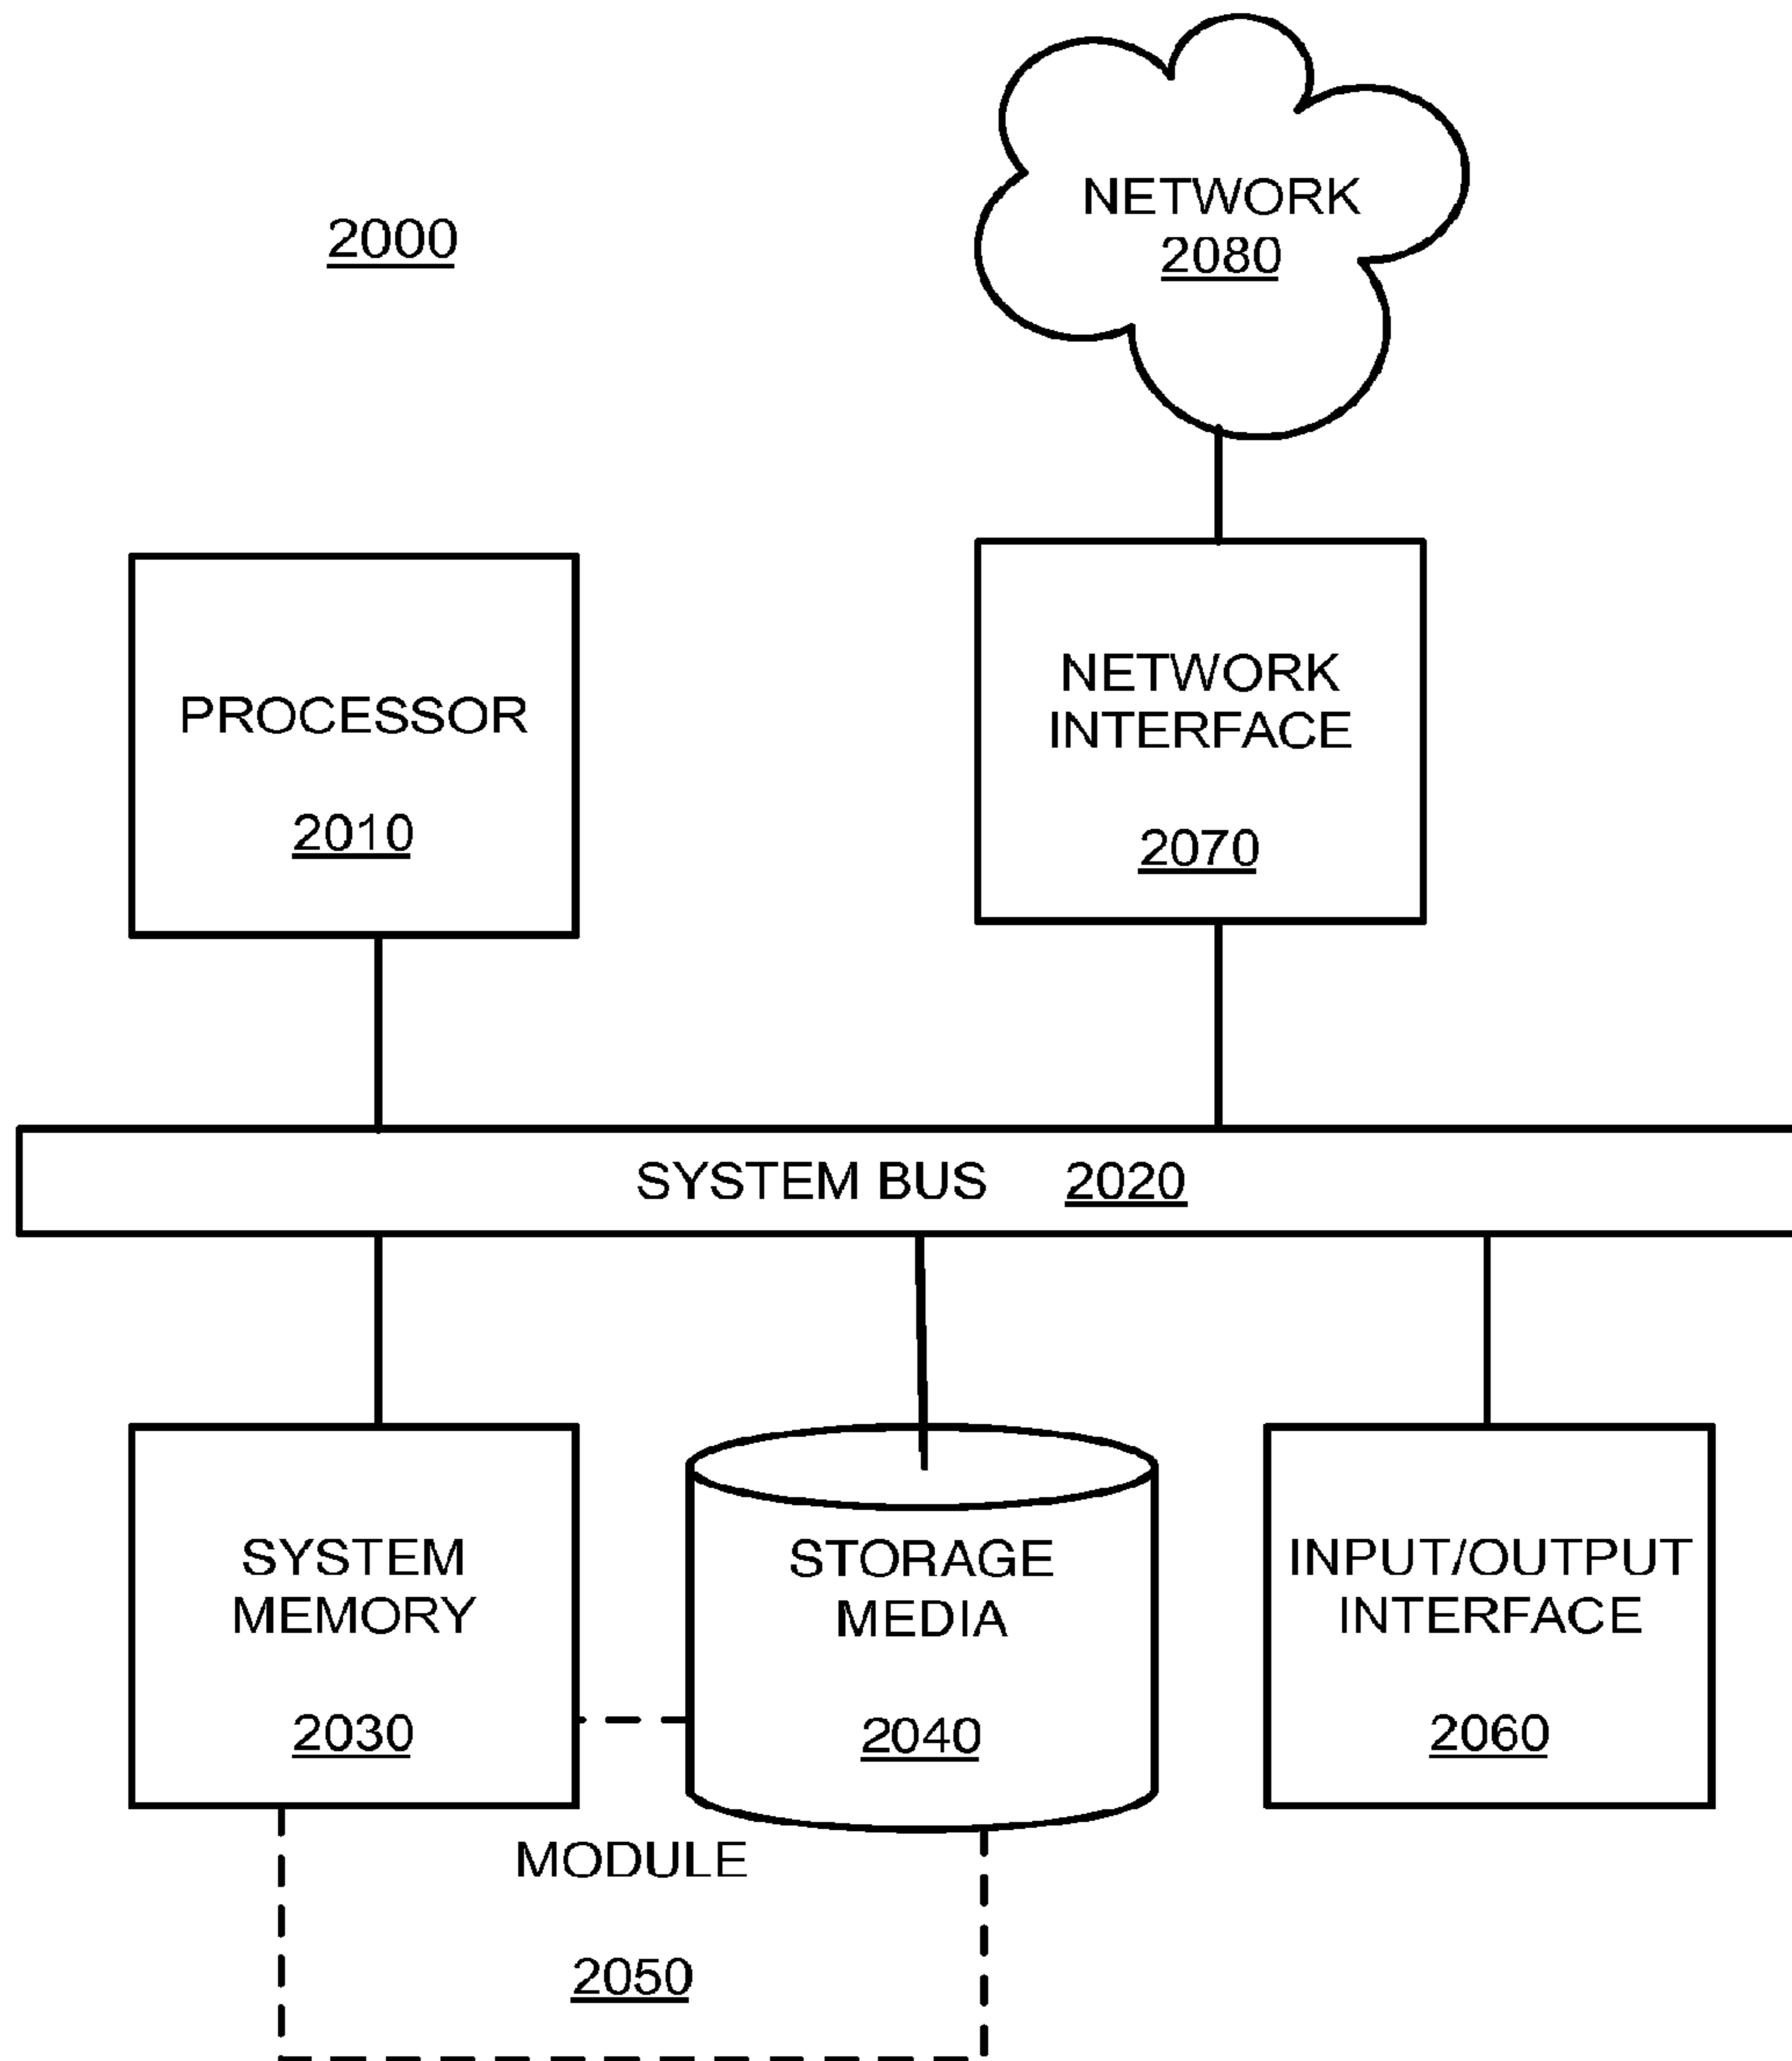 2000
NETWORK
2080
PROCESSOR
2010
NETWORK
INTERFACE
2070
SYSTEM BUS 2020
SYSTEM
MEMORY
2030
STORAGE
MEDIA
2040
INPUT/OUTPUT
INTERFACE
2060
MODULE
2050